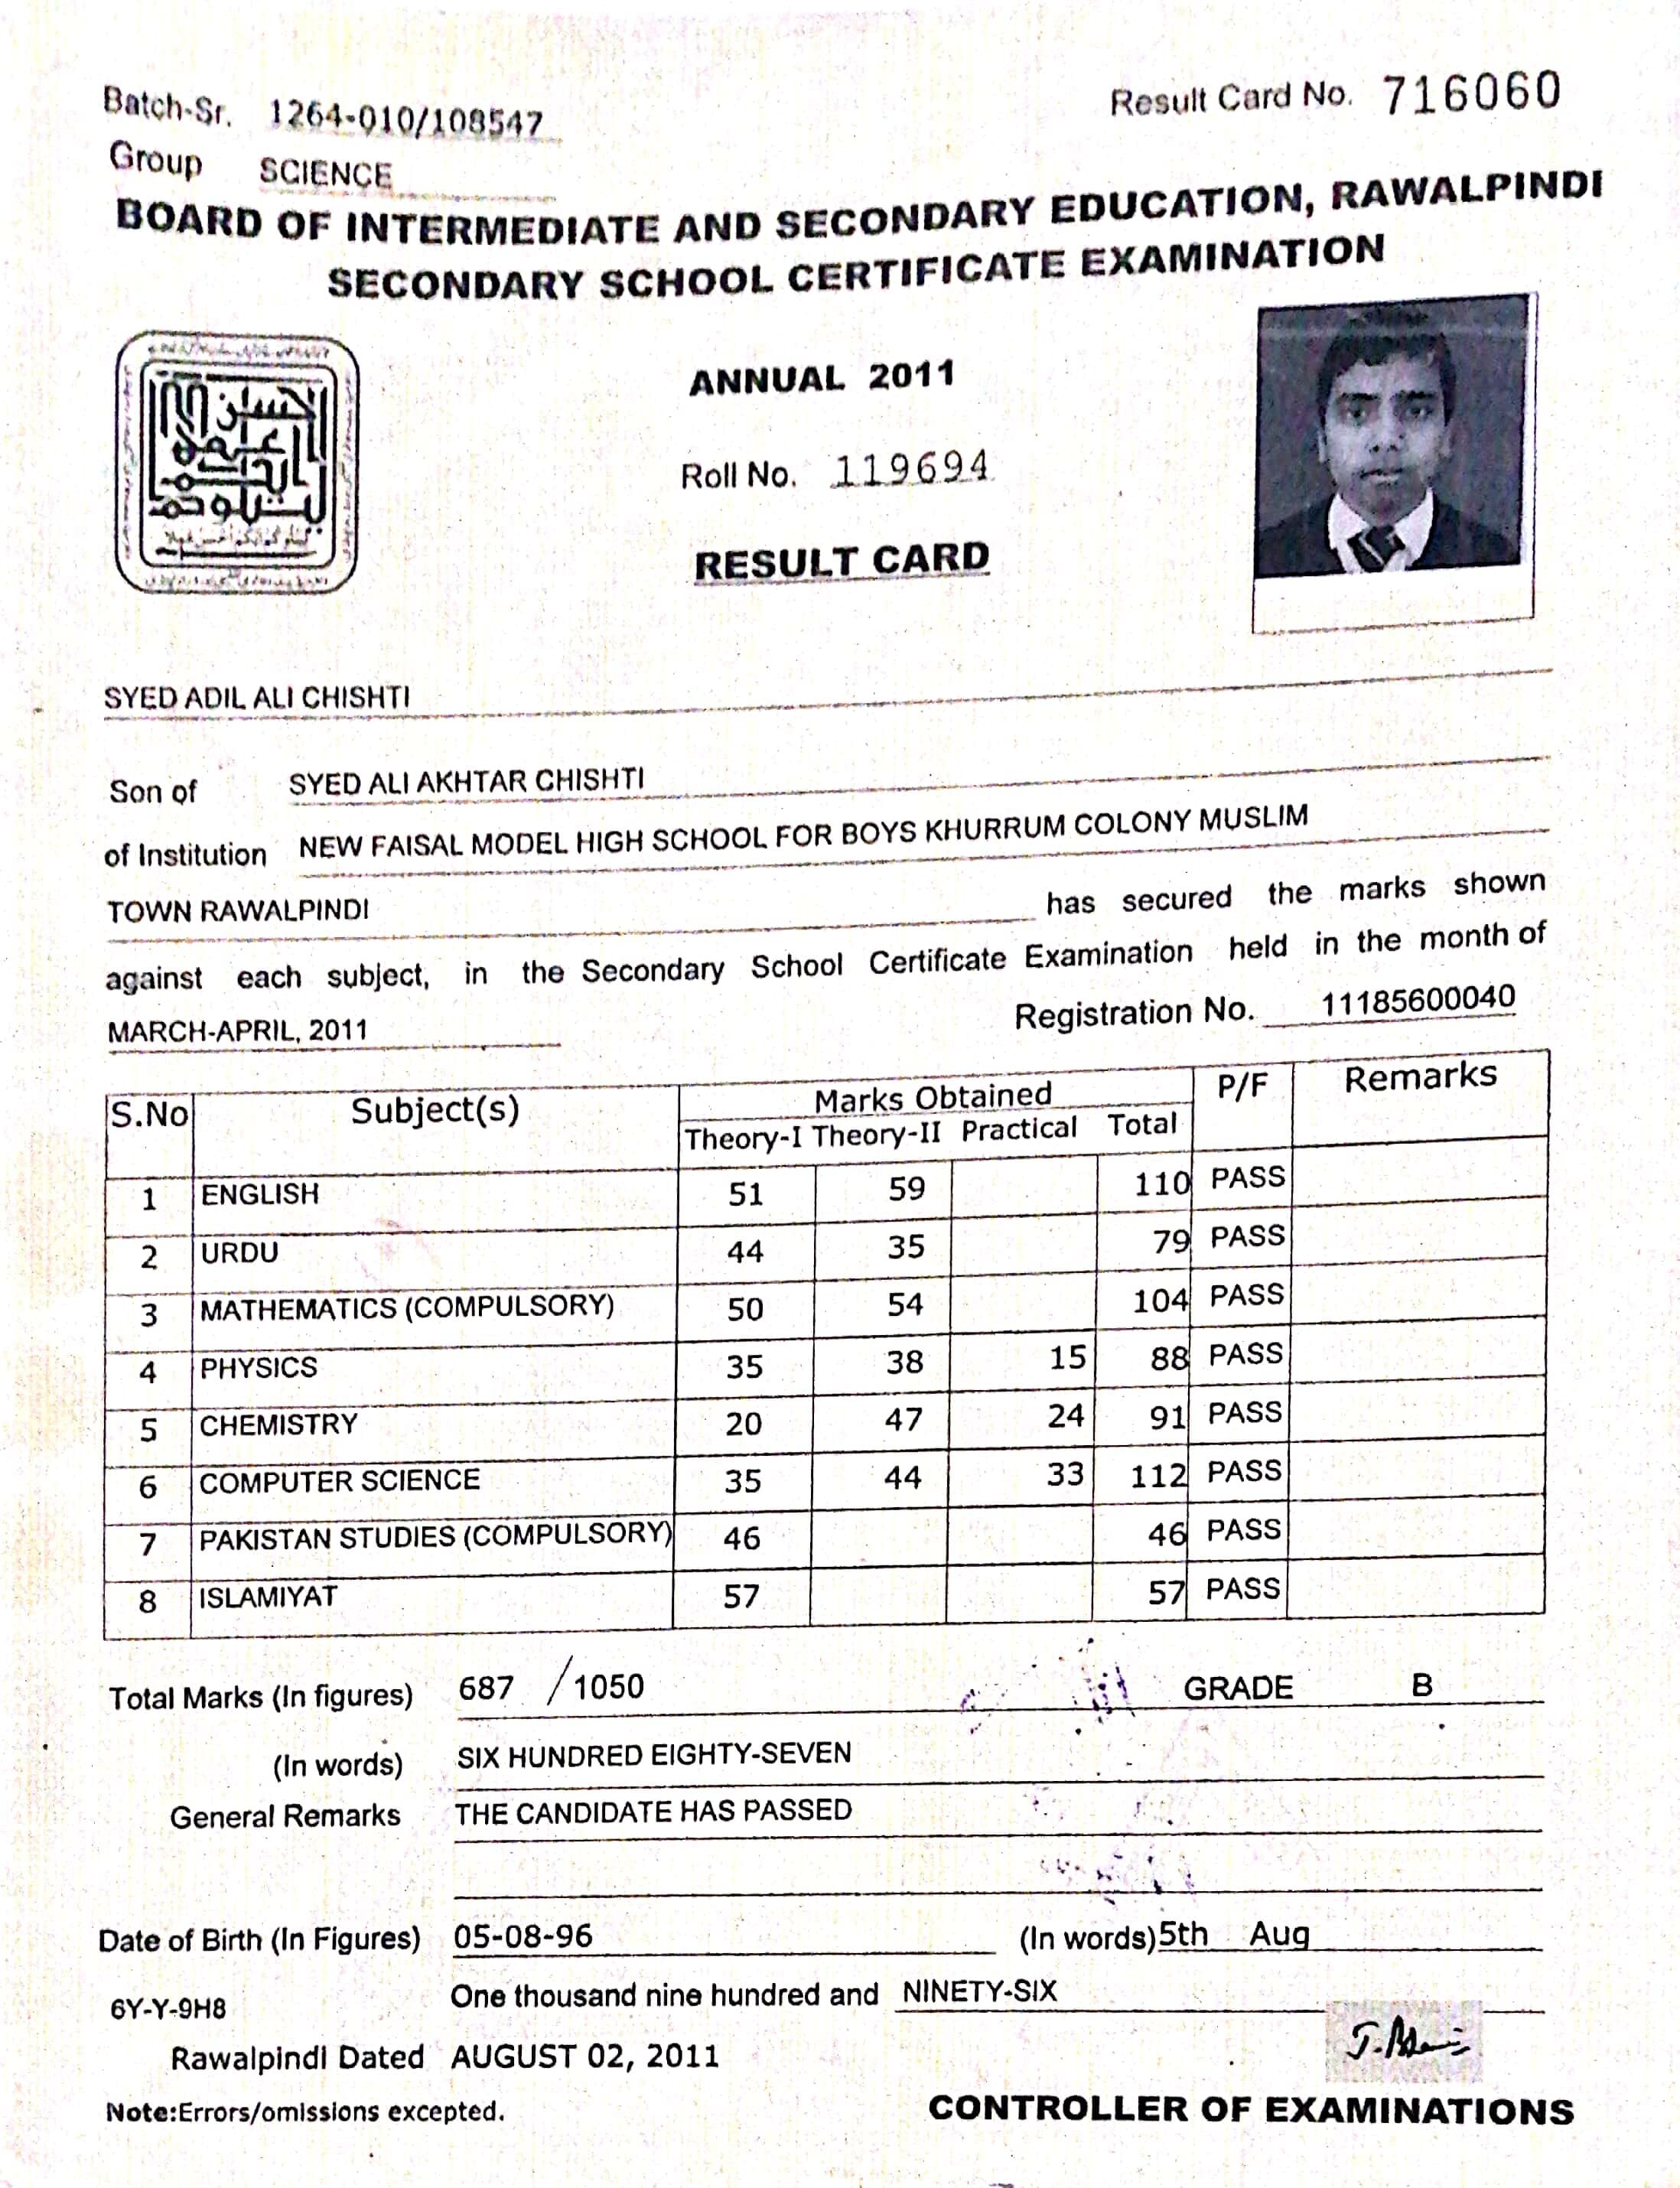 Batch-Sr. 1264-010/108547
Result Card No. 716060
Group SCIENCE
BOARD OF INTERMEDIATE AND SECONDARY EDUCATION, RAWALPINDI
SECONDARY SCHOOL CERTIFICATE EXAMINATION
ANNUAL 2011
Roll No. 119694
RESULT CARD
SYED ADIL ALI CHISHTI
Son of SYED ALI AKHTAR CHISHTI
of Institution NEW FAISAL MODEL HIGH SCHOOL FOR BOYS KHURRUM COLONY MUSLIM
TOWN RAWALPINDI has secured the marks shown
against each subject, in the Secondary School Certificate Examination held in the month of
MARCH-APRIL, 2011 Registration No. 11185600040
S.No Subject(s) Marks Obtained P/F Remarks
Theory-I Theory-II Practical Total
1 ENGLISH 51 59 110 PASS
2 URDU 44 35 79 PASS
3 MATHEMATICS (COMPULSORY) 50 54 104 PASS
4 PHYSICS 35 38 15 88 PASS
5 CHEMISTRY 20 47 24 91 PASS
6 COMPUTER SCIENCE 35 44 33 112 PASS
7 PAKISTAN STUDIES (COMPULSORY) 46 46 PASS
8 ISLAMIYAT 57 57 PASS
Total Marks (In figures) 687 /1050 GRADE B
(In words) SIX HUNDRED EIGHTY-SEVEN
General Remarks THE CANDIDATE HAS PASSED
Date of Birth (In Figures) 05-08-96 (In words) 5th Aug
One thousand nine hundred and NINETY-SIX
6Y-Y-9H8
Rawalpindi Dated AUGUST 02, 2011
Note:Errors/omissions excepted.
CONTROLLER OF EXAMINATIONS